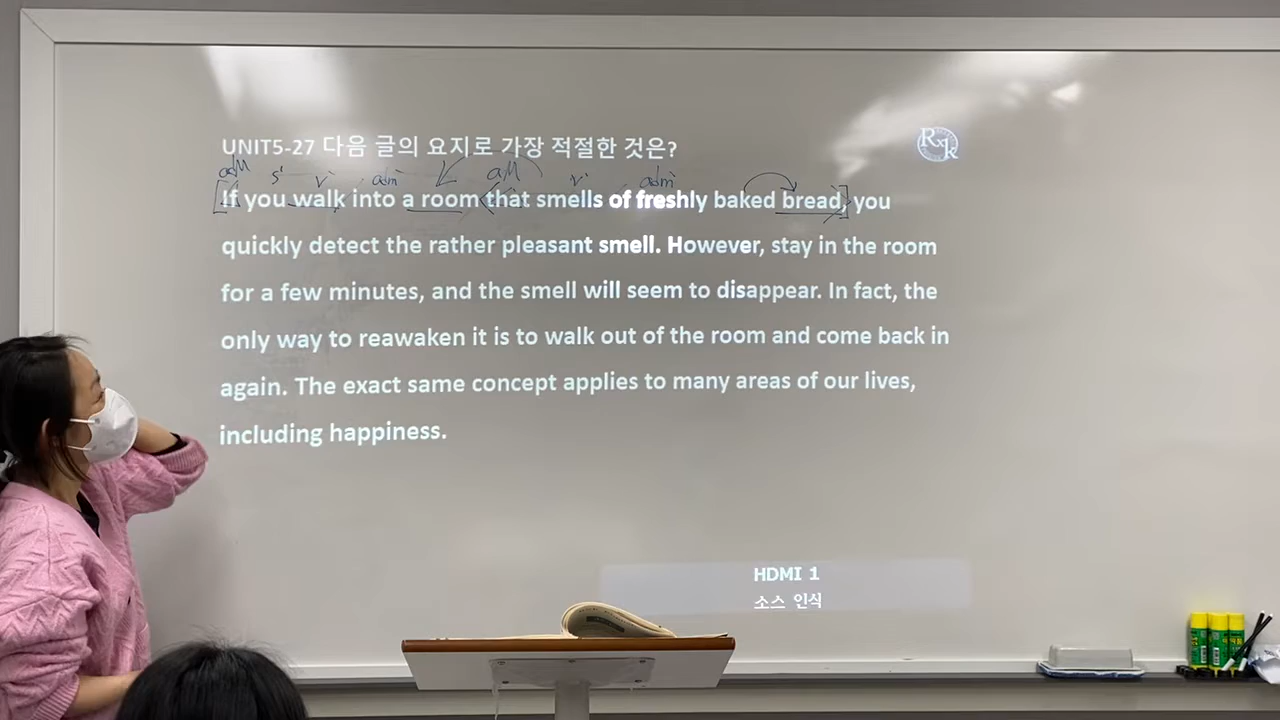 UNIT5-27 다음 글의 요지로 가장 적절한 것은?
If you walk into a room that smells of freshly baked bread, you
quickly detect the rather pleasant smell. However, stay in the room
for a few minutes, and the smell will seem to disappear. In fact, the
only way to reawaken it is to walk out of the room and come back in
again. The exact same concept applies to many areas of our lives,
including happiness.
HDMI 1
소스 인식